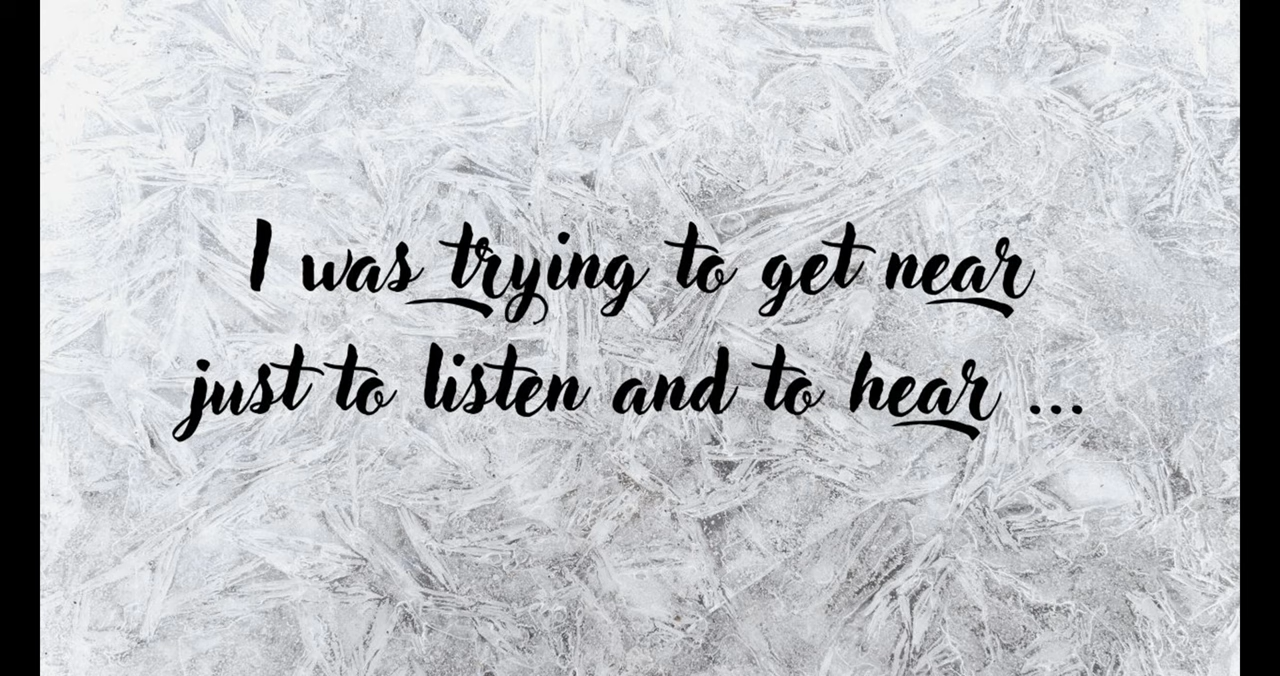 I was trying to get near
just to listen and to hear ...